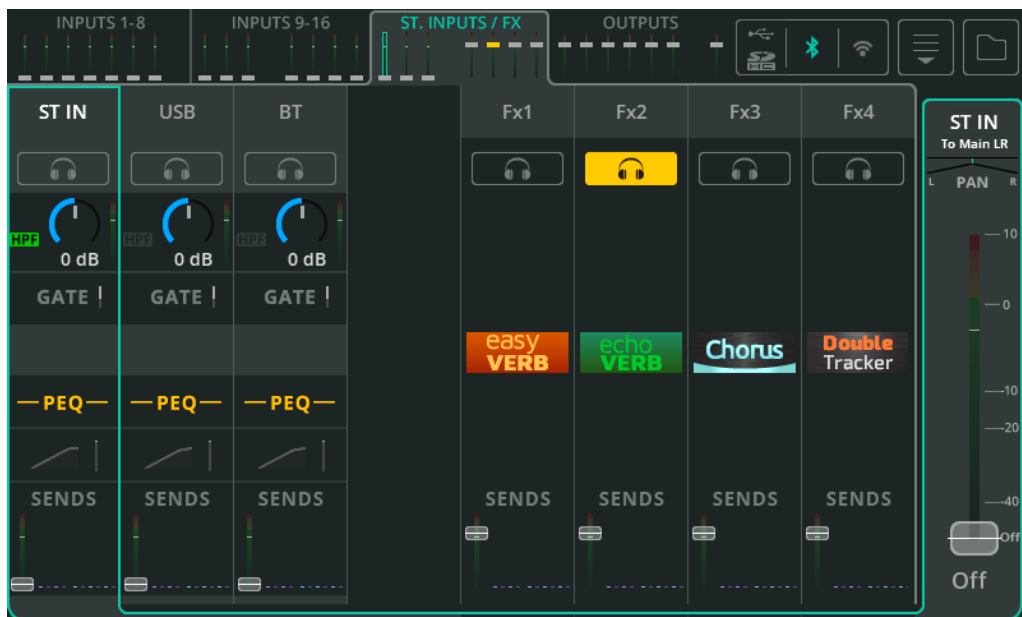 INPUTS 1-8 INPUTS 9-16 ST. INPUTS / FX OUTPUTS
ST IN USB BT Fx1 Fx2 Fx3 Fx4
ST IN
To Main LR
L PAN R
HPF HPF HPF
0 dB 0 dB 0 dB
10
GATE GATE GATE
0
easy VERB
echo VERB
Chorus
Double Tracker
PEQ PEQ PEQ
10
20
SENDS SENDS SENDS SENDS SENDS SENDS SENDS
40
Off
Off